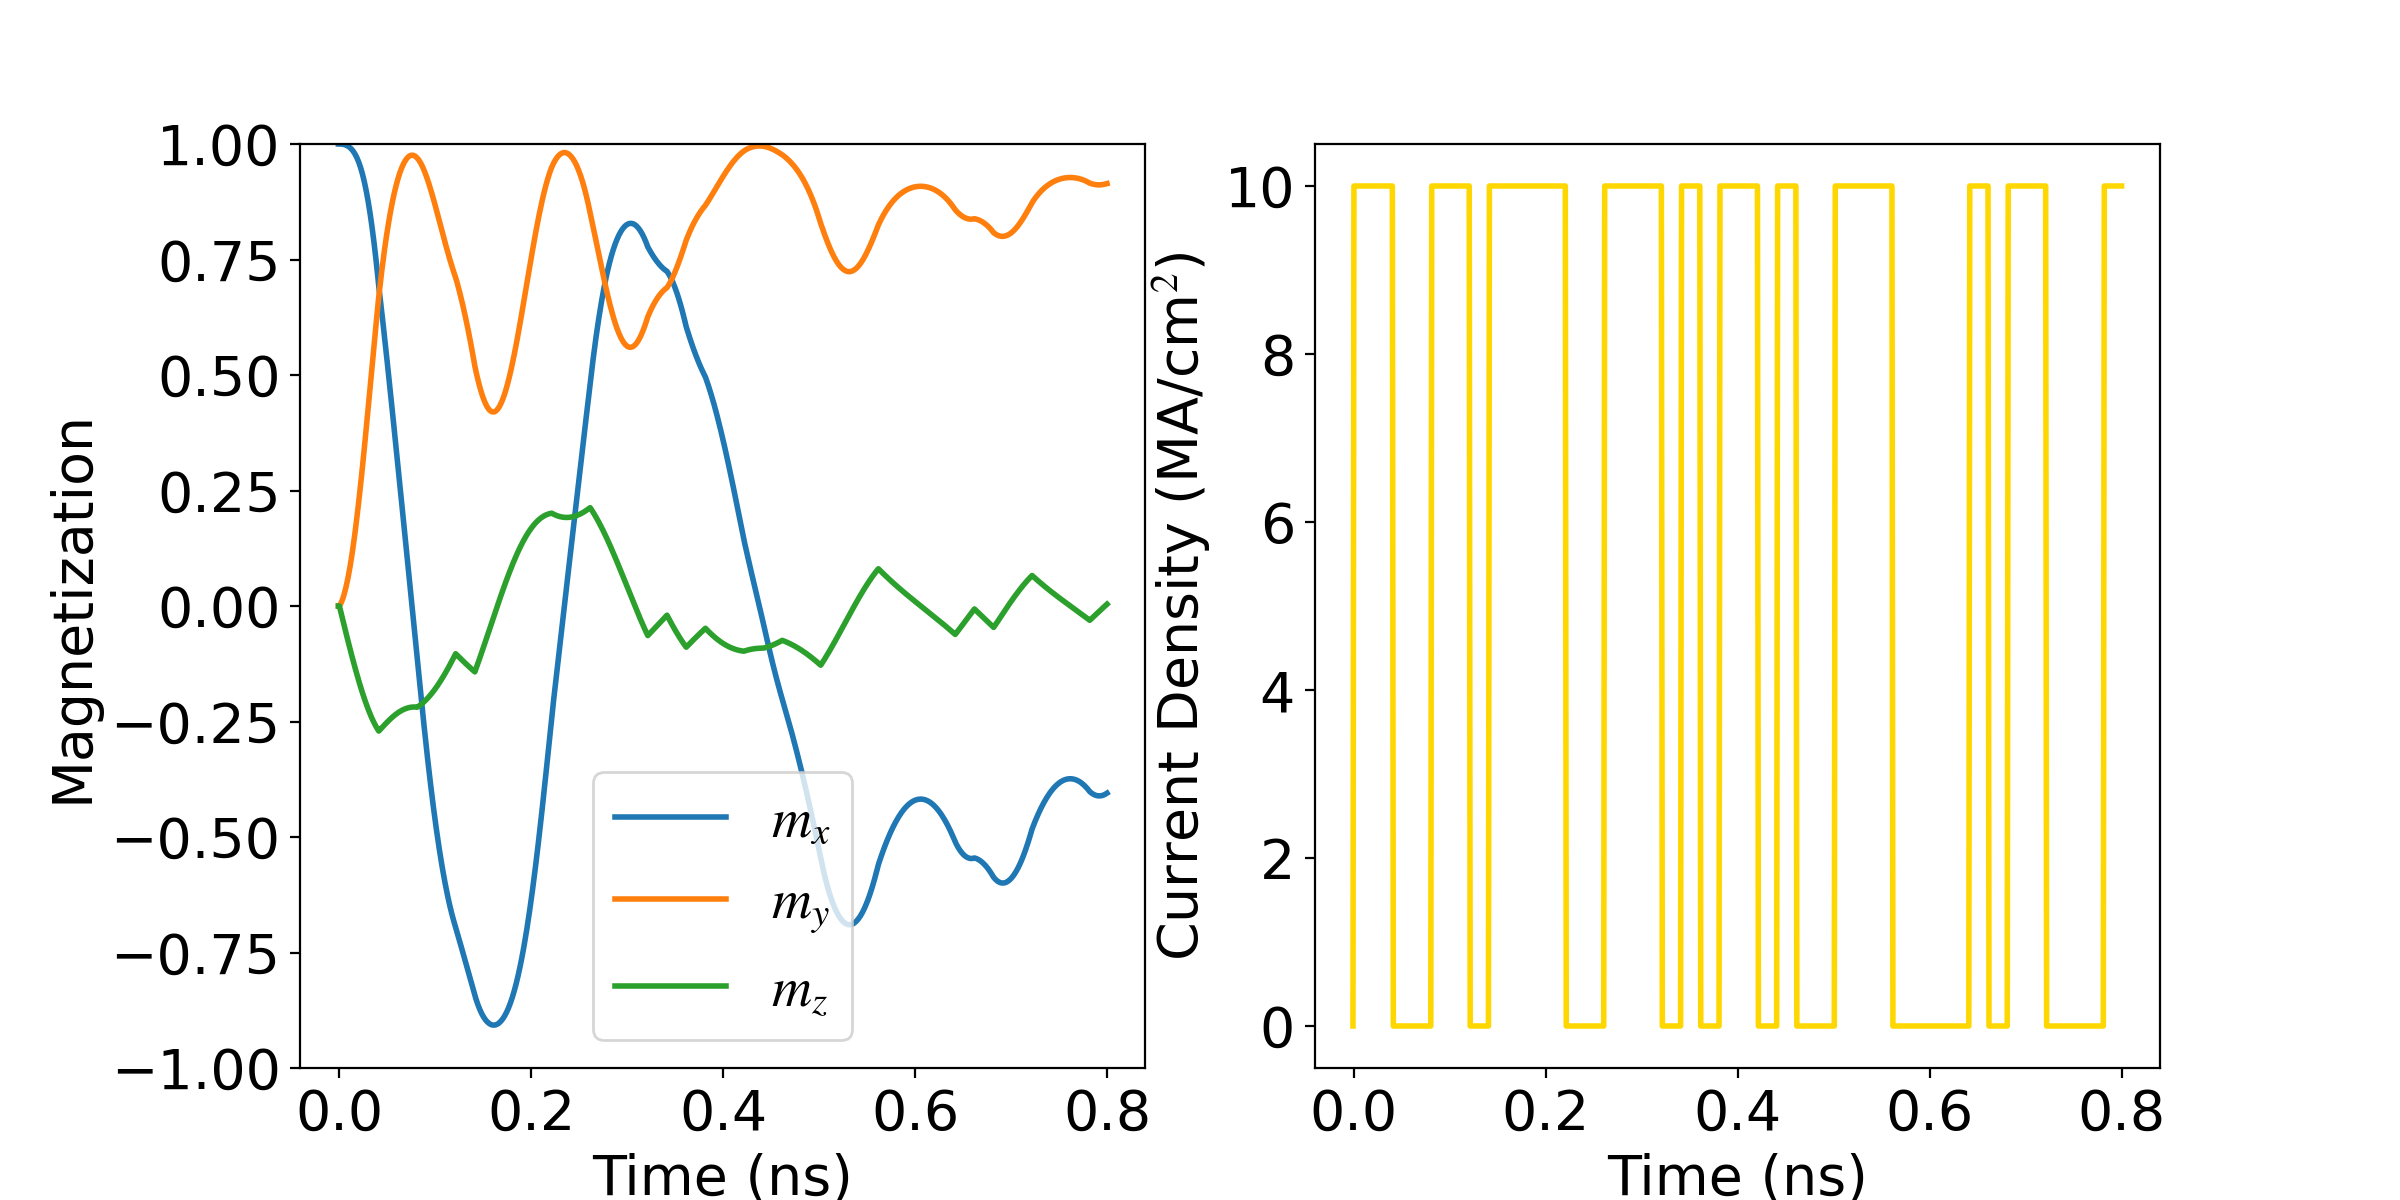 Magnetization
1.00
0.75
0.50
0.25
0.00
−0.25
−0.50
−0.75
−1.00
0.0 0.2 0.4 0.6 0.8
Time (ns)
m_x
m_y
m_z
Current Density (MA/cm²)
10
8
6
4
2
0
0.0 0.2 0.4 0.6 0.8
Time (ns)